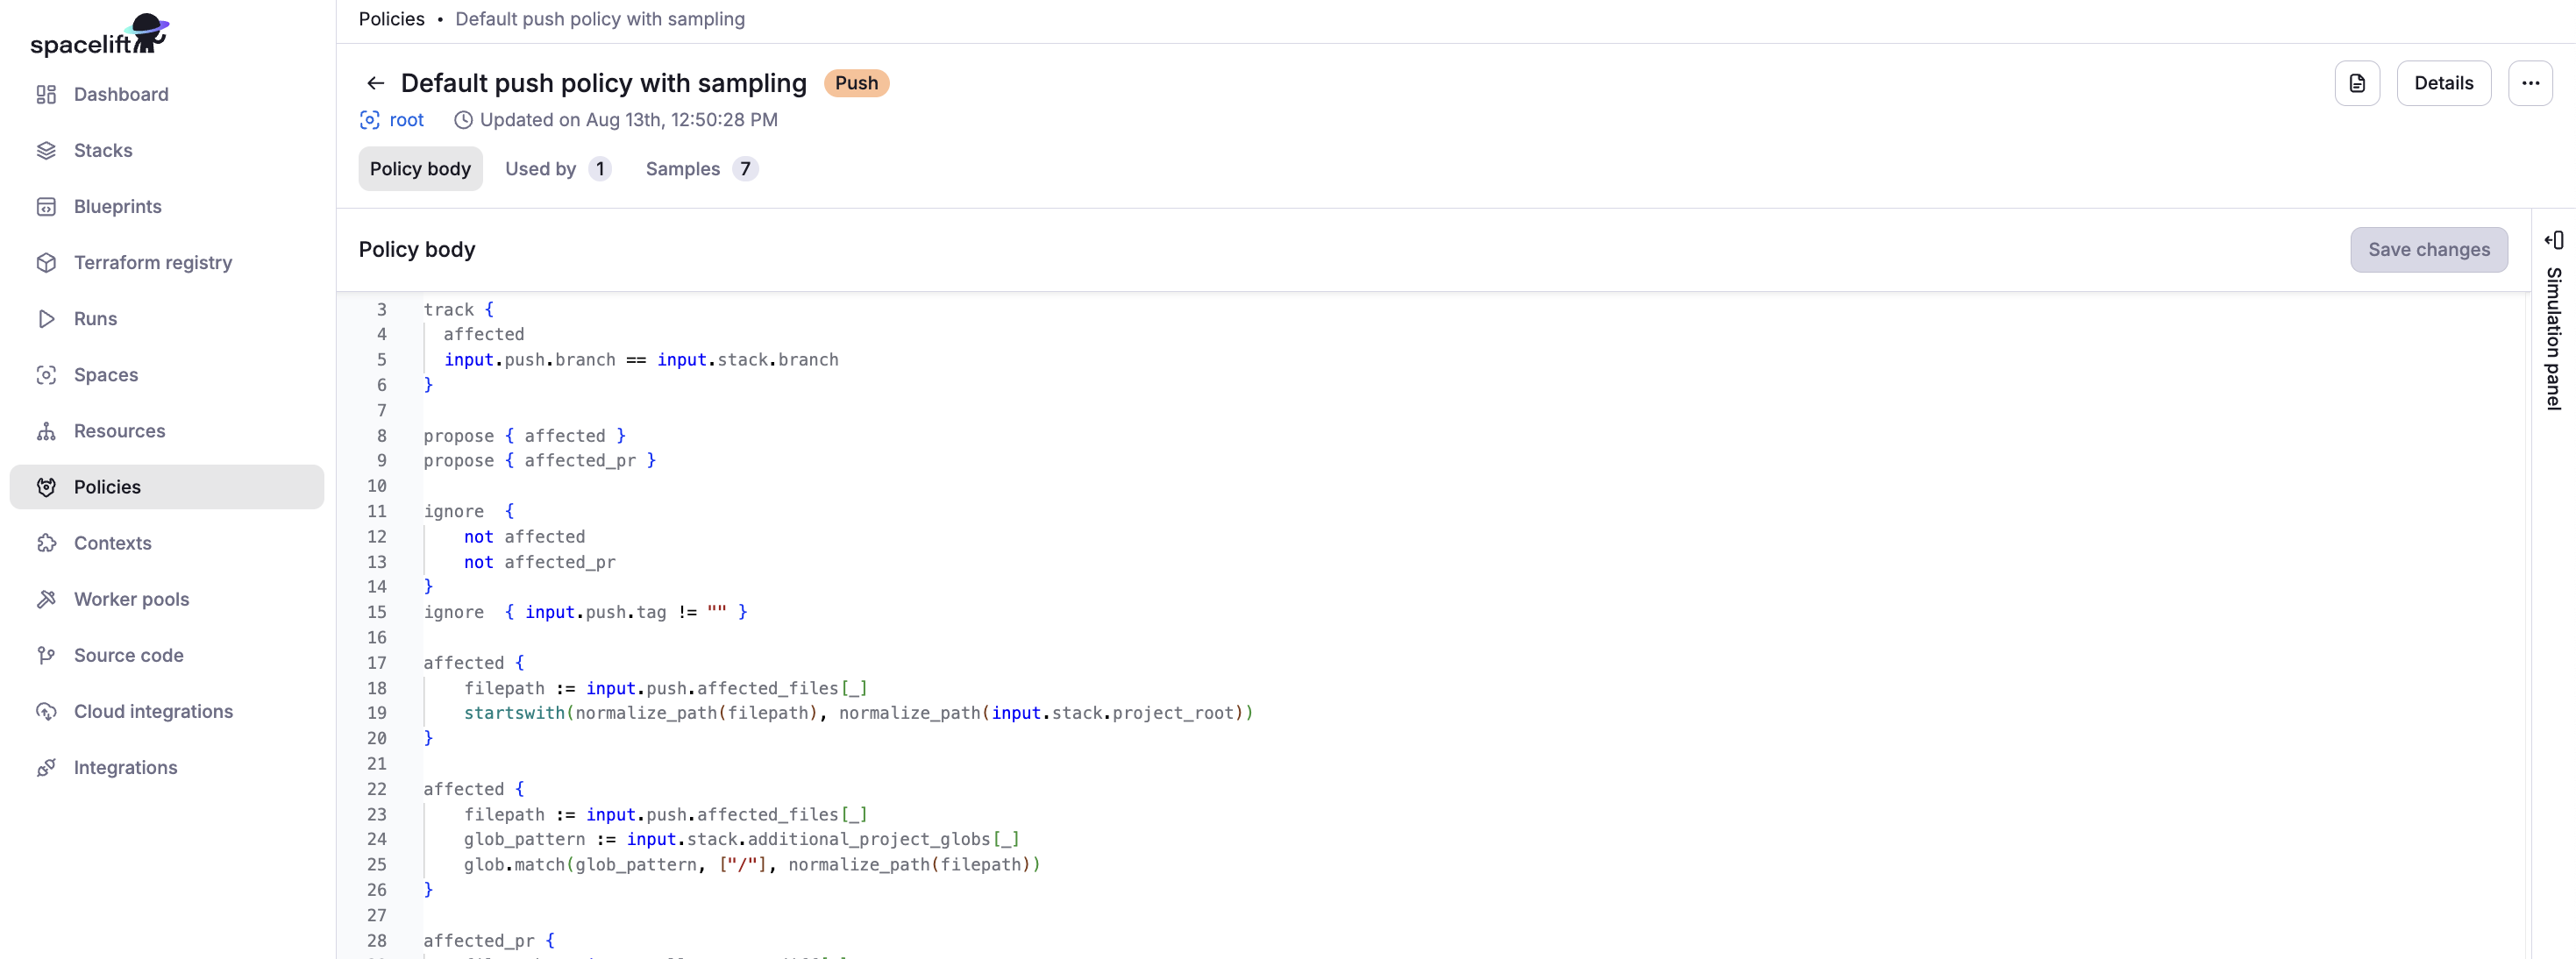 spacelift
Dashboard
Stacks
Blueprints
Terraform registry
Runs
Spaces
Resources
Policies
Contexts
Worker pools
Source code
Cloud integrations
Integrations
Policies • Default push policy with sampling
Default push policy with sampling Push
Details
root Updated on Aug 13th, 12:50:28 PM
Policy body Used by 1 Samples 7
Policy body
Save changes
Simulation panel
3 track {
4 affected
5 input.push.branch == input.stack.branch
6 }
7
8 propose { affected }
9 propose { affected_pr }
10
11 ignore {
12 not affected
13 not affected_pr
14 }
15 ignore { input.push.tag != "" }
16
17 affected {
18 filepath := input.push.affected_files[_]
19 startswith(normalize_path(filepath), normalize_path(input.stack.project_root))
20 }
21
22 affected {
23 filepath := input.push.affected_files[_]
24 glob_pattern := input.stack.additional_project_globs[_]
25 glob.match(glob_pattern, ["/"], normalize_path(filepath))
26 }
27
28 affected_pr {